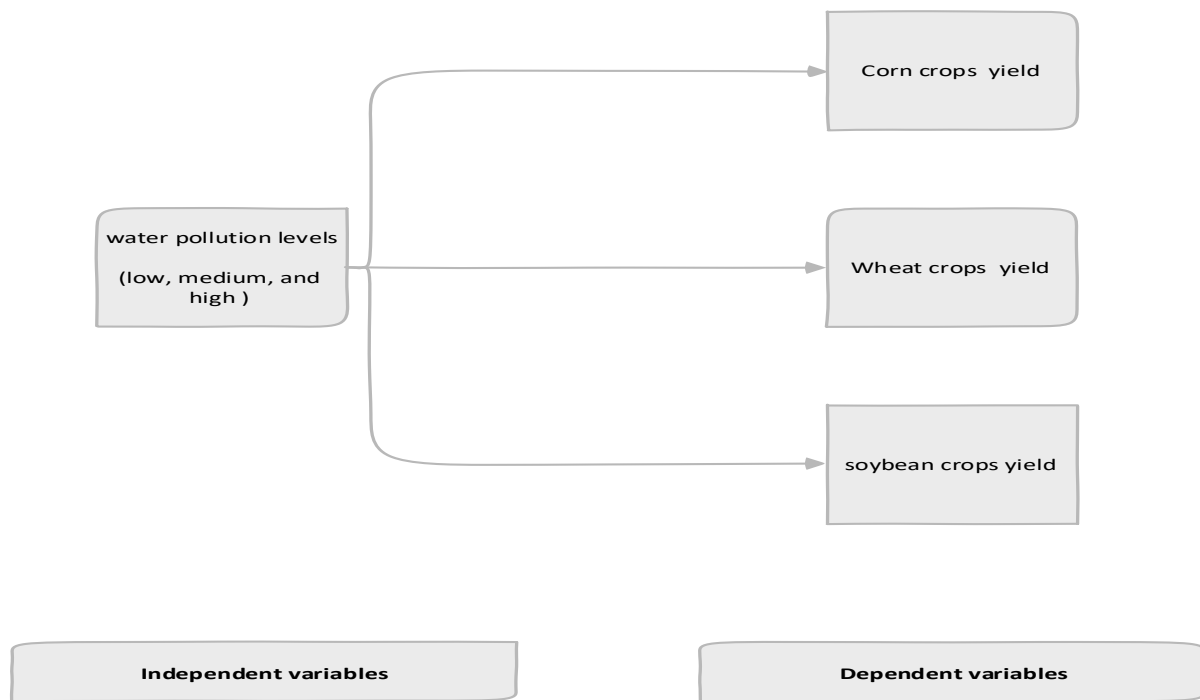 Corn crops yield
water pollution levels
(low, medium, and
high )
Wheat crops yield
soybean crops yield
Independent variables
Dependent variables